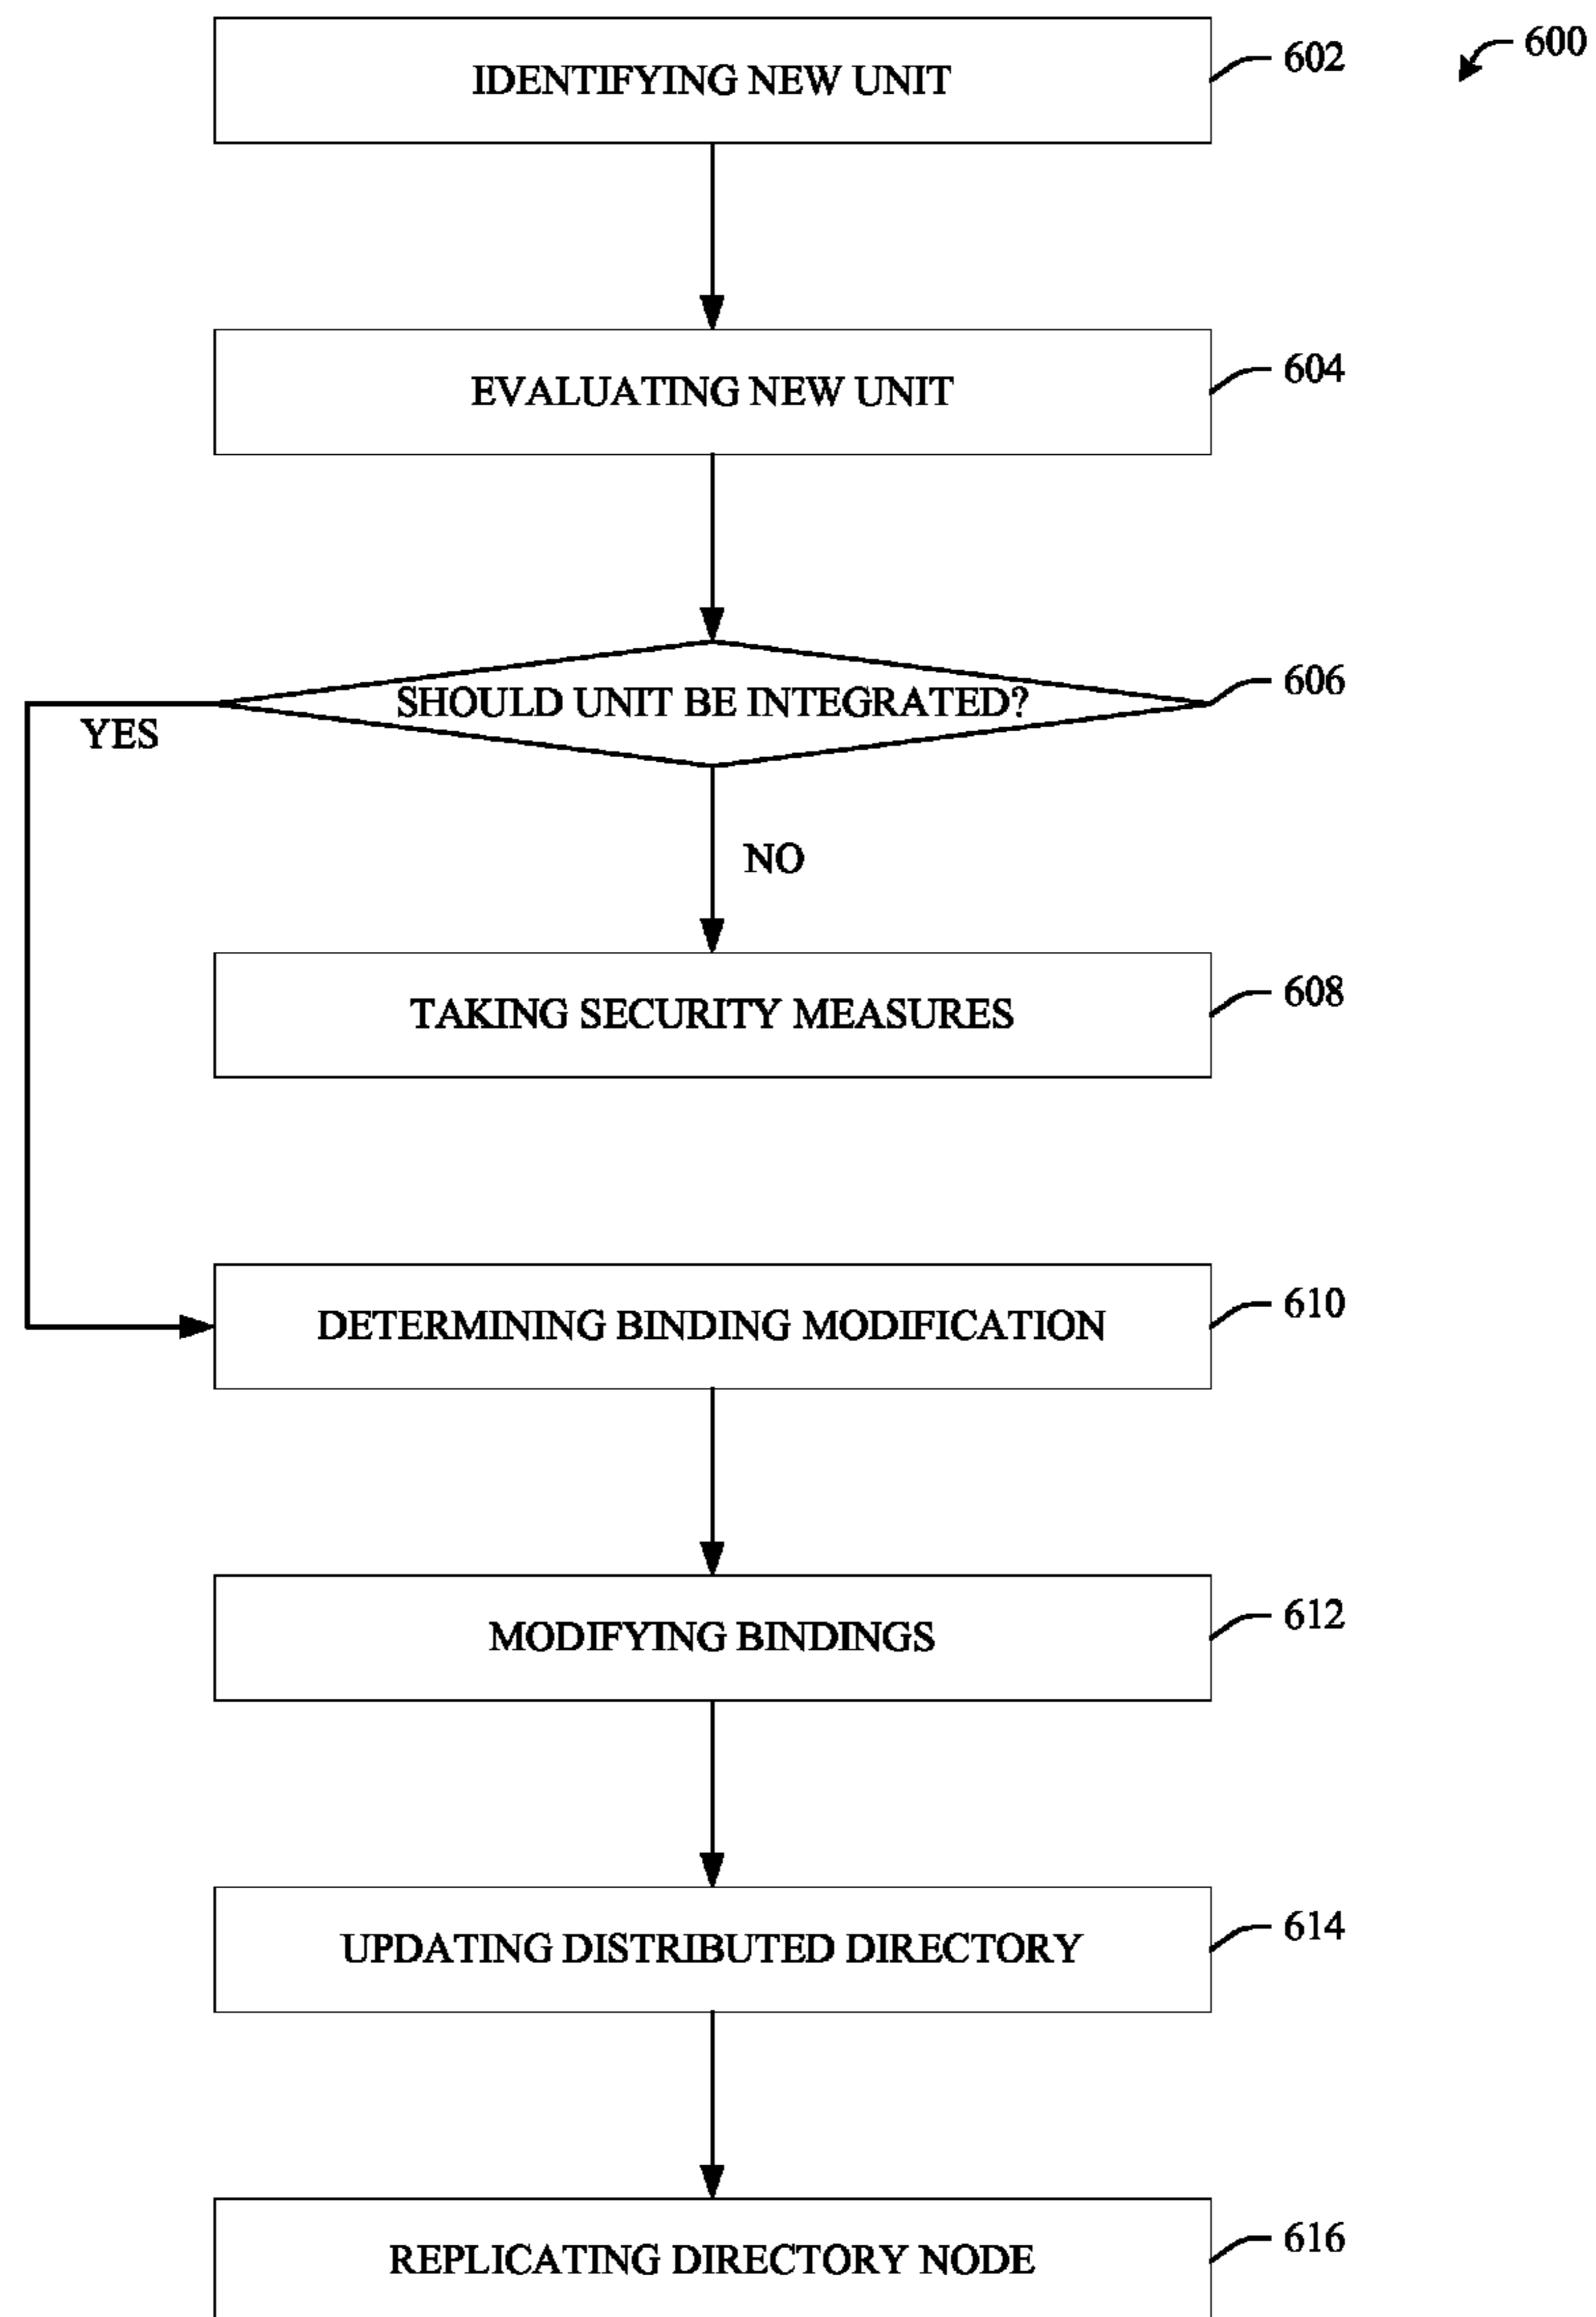 600
IDENTIFYING NEW UNIT
602
EVALUATING NEW UNIT
604
SHOULD UNIT BE INTEGRATED?
606
YES
NO
TAKING SECURITY MEASURES
608
DETERMINING BINDING MODIFICATION
610
MODIFYING BINDINGS
612
UPDATING DISTRIBUTED DIRECTORY
614
REPLICATING DIRECTORY NODE
616